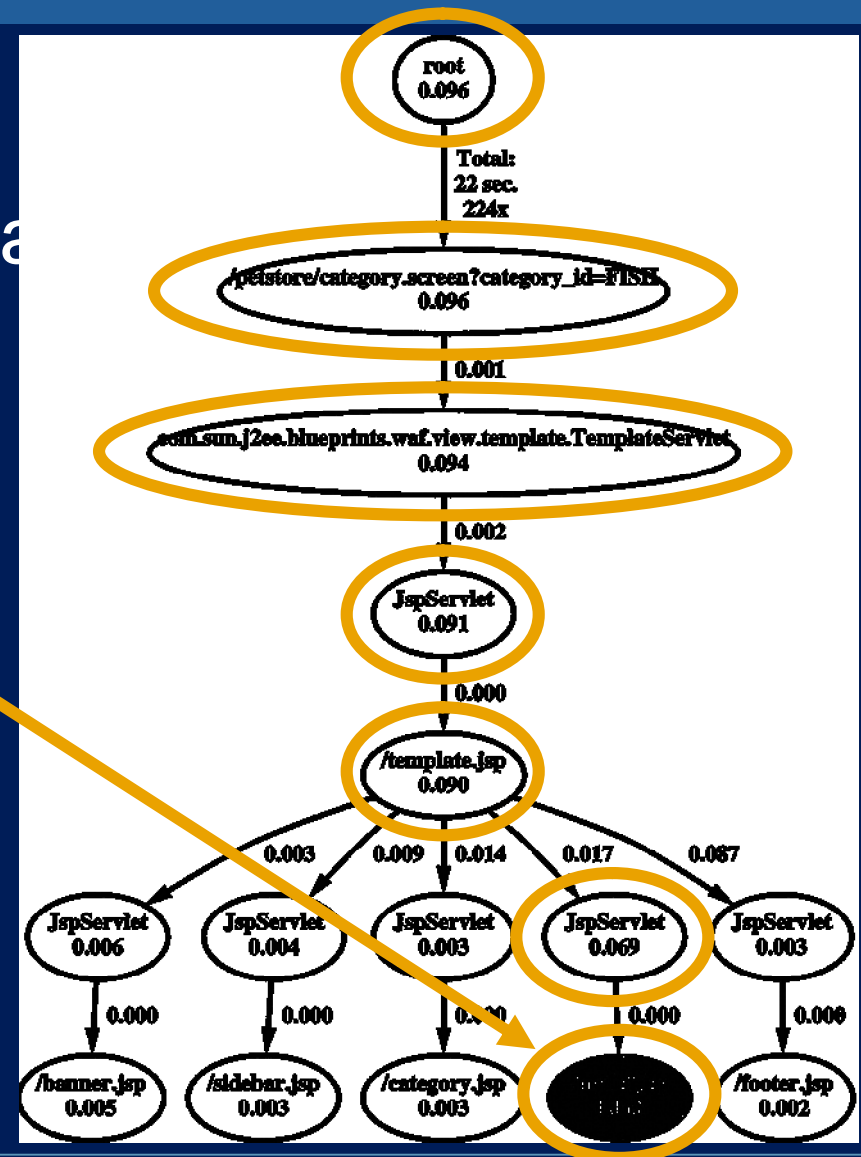 root
0.096
Total:
22 sec.
224x
a
/petstore/category.screen?category_id=FISH
0.096
0.001
com.sun.j2ee.blueprints.waf.view.template.TemplateServlet
0.094
0.002
JspServlet
0.091
0.000
/template.jsp
0.090
0.003 0.009 0.014 0.017 0.087
JspServlet JspServlet JspServlet JspServlet JspServlet
0.006 0.004 0.003 0.069 0.003
0.000 0.000 0.000 0.000 0.000
/banner.jsp /sidebar.jsp /category.jsp /footer.jsp
0.005 0.003 0.003 0.002